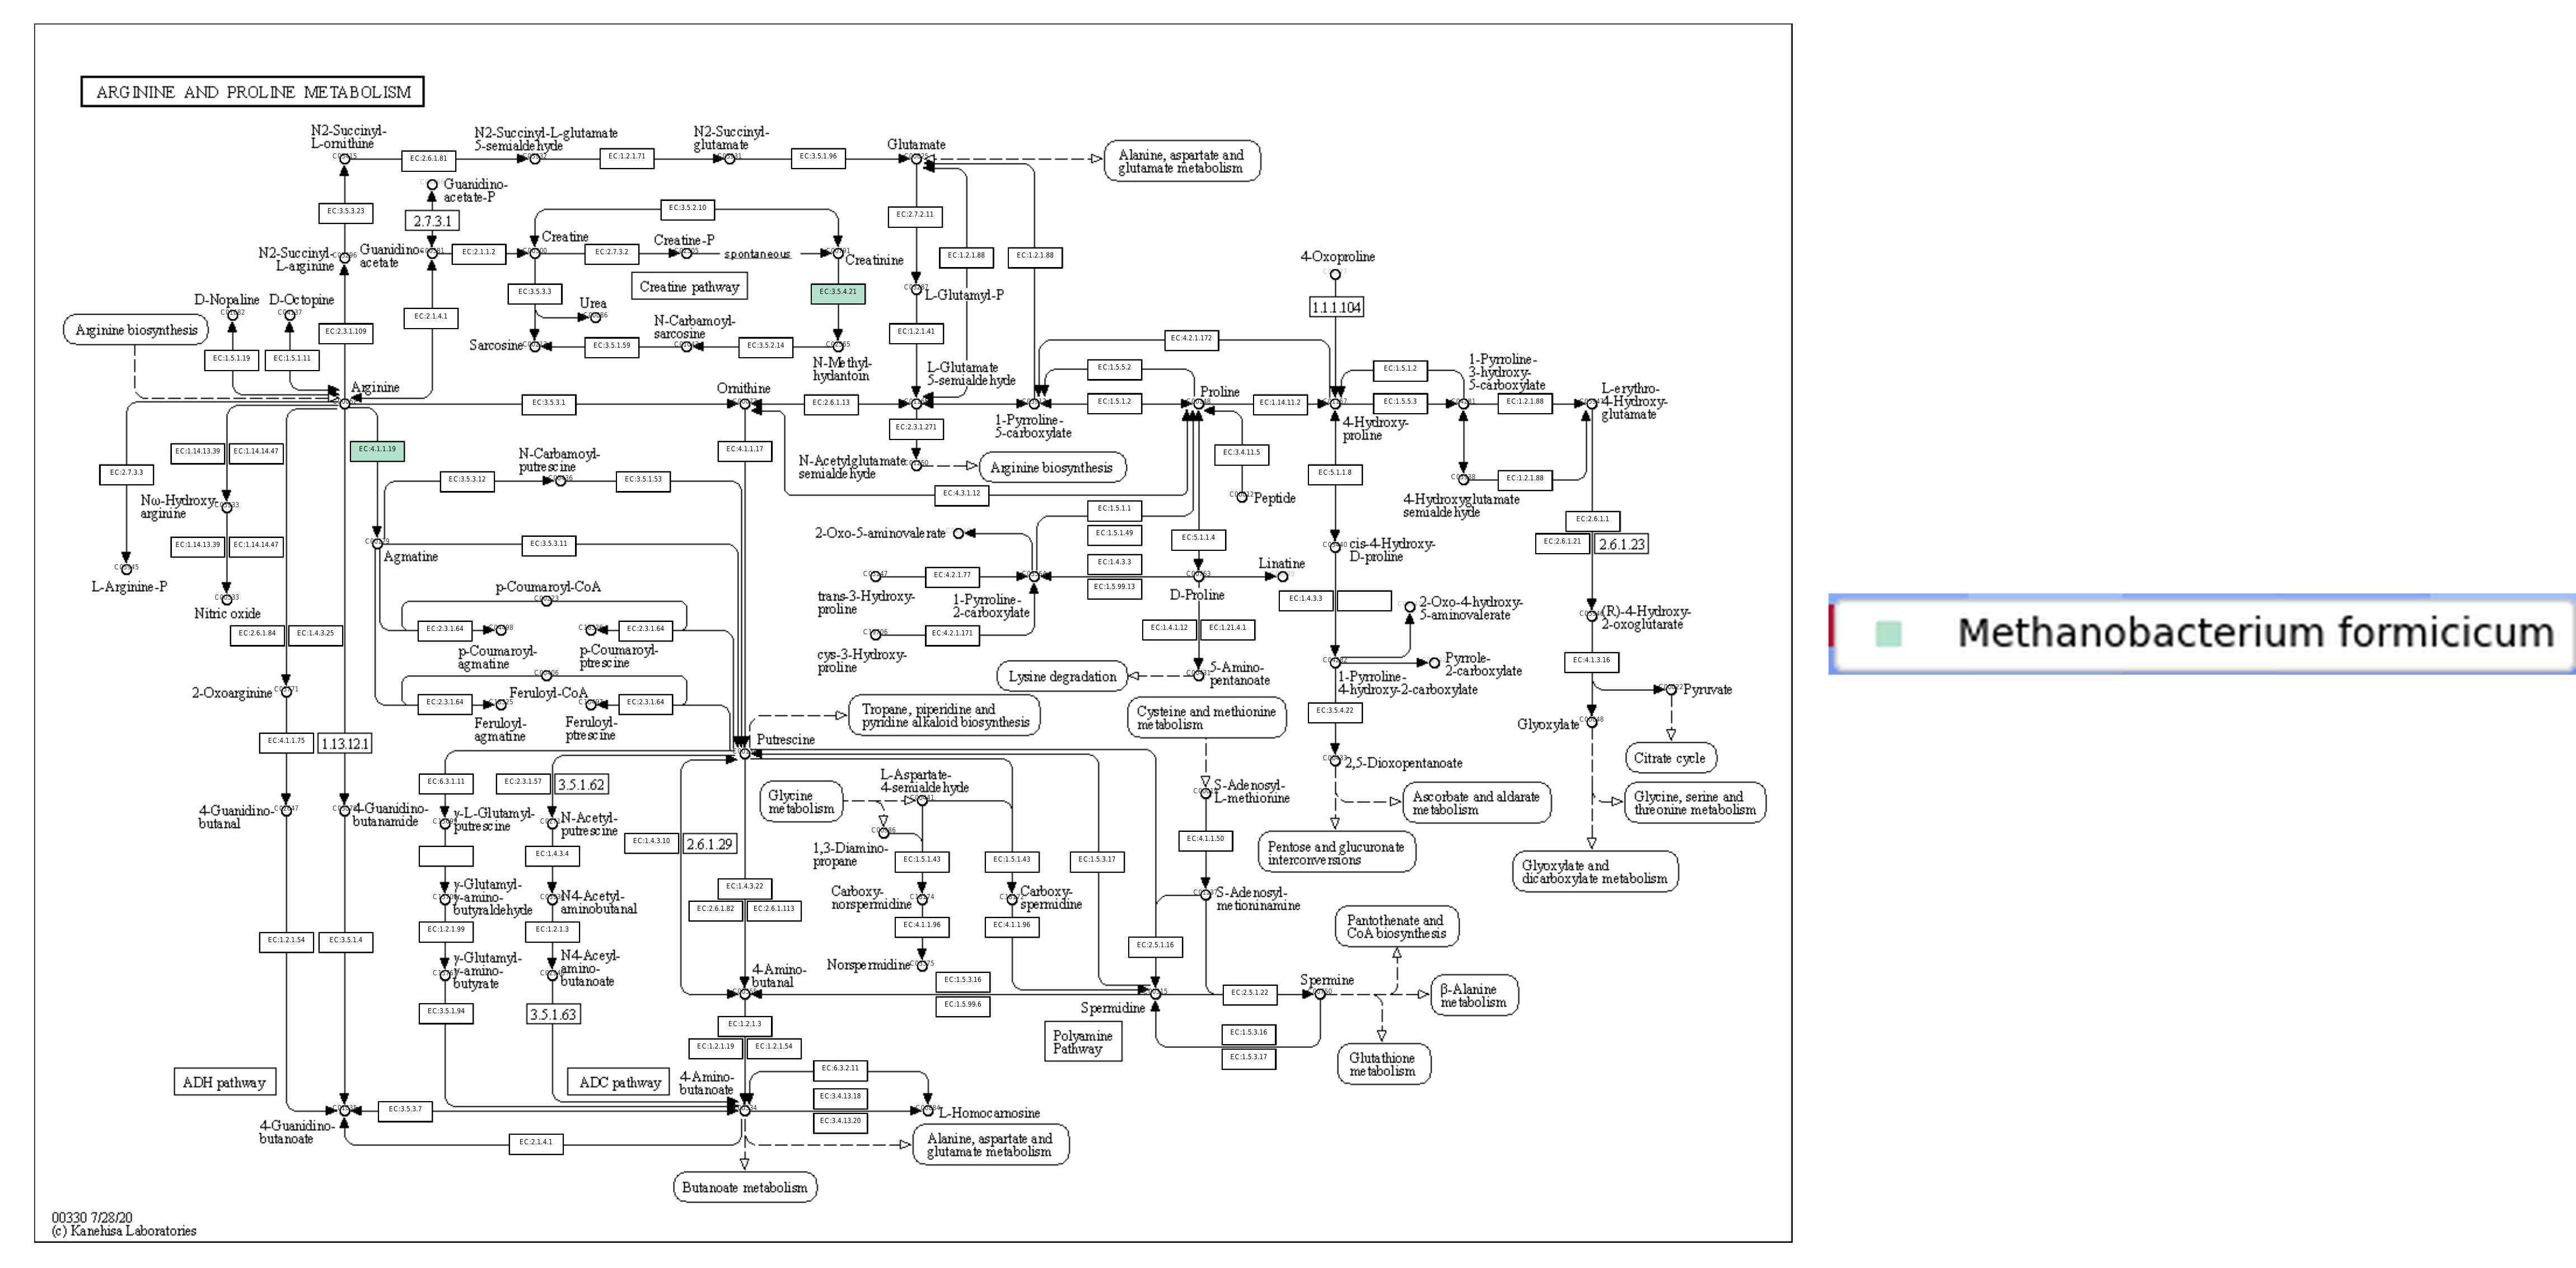 ARGININE AND PROLINE METABOLISM
N2-Succinyl-
L-ornithine
EC:2.6.1.81
N2-Succinyl-L-glutamate
5-semialdehyde
EC:1.2.1.71
N2-Succinyl-
glutamate
EC:3.5.1.96
Glutamate
Alanine, aspartate and
glutamate metabolism
Guanidino-
acetate-P
EC:3.5.3.23
2.7.3.1
EC:3.5.2.10
EC:2.7.2.11
N2-Succinyl-
L-arginine
Guanidino
acetate
EC:2.1.1.2
Creatine
EC:2.7.3.2
Creatine-P
spontaneous
Creatinine
EC:1.2.1.88
EC:1.2.1.88
4-Oxoproline
D-Nopaline
D-Octopine
EC:3.5.3.3
Urea
Creatine pathway
EC:3.5.4.21
L-Glutamyl-P
1.1.1.104
Arginine biosynthesis
EC:2.3.1.109
EC:2.1.4.1
N-Carbamoyl-
sarcosine
EC:1.2.1.41
Sarcosine
EC:3.5.1.59
EC:3.5.2.14
N-Methyl-
hydantoin
EC:4.2.1.172
EC:1.5.1.19
EC:1.5.1.11
L-Glutamate
5-semialdehyde
EC:1.5.5.2
EC:1.5.1.2
1-Pyrroline-
3-hydroxy-
5-carboxylate
Arginine
EC:3.5.3.1
Ornithine
EC:2.6.1.13
EC:1.5.1.2
Proline
EC:1.14.11.2
EC:1.5.5.3
EC:1.2.1.88
L-erythro-
4-Hydroxy-
glutamate
EC:2.3.1.271
1-Pyrroline-
5-carboxylate
4-Hydroxy-
proline
EC:1.14.13.39
EC:1.14.14.47
EC:4.1.1.19
EC:4.1.1.17
EC:3.4.11.5
EC:2.7.3.3
N-Carbamoyl-
putrescine
EC:3.5.3.12
EC:3.5.1.53
N-Acetylglutamate
semialdehyde
Arginine biosynthesis
EC:5.1.1.8
EC:1.2.1.88
Nω-Hydroxy-
arginine
EC:4.3.1.12
Peptide
4-Hydroxyglutamate
semialdehyde
EC:1.5.1.1
EC:1.5.1.49
EC:1.14.13.39
EC:1.14.14.47
EC:3.5.3.11
Agmatine
2-Oxo-5-aminovalerate
EC:5.1.1.4
cis-4-Hydroxy-
D-proline
EC:2.6.1.1
EC:2.6.1.21
2.6.1.23
L-Arginine-P
EC:4.2.1.77
EC:1.4.3.3
EC:1.5.99.13
Linatine
p-Coumaroyl-CoA
trans-3-Hydroxy-
proline
1-Pyrroline-
2-carboxylate
D-Proline
EC:1.4.3.3
2-Oxo-4-hydroxy-
5-aminovalerate
(R)-4-Hydroxy-
2-oxoglutarate
Nitric oxide
EC:2.6.1.84
EC:1.4.3.25
EC:2.3.1.64
EC:2.3.1.64
EC:4.2.1.171
EC:1.4.1.12
EC:1.21.4.1
Methanobacterium formicicum
p-Coumaroyl-
agmatine
p-Coumaroyl-
ptrescine
cys-3-Hydroxy-
proline
Pyrrole-
2-carboxylate
EC:4.1.3.16
Lysine degradation
5-Amino-
pentanoate
1-Pyrroline-
4-hydroxy-2-carboxylate
Pyruvate
2-Oxoarginine
Feruloyl-CoA
EC:2.3.1.64
EC:2.3.1.64
Feruloyl-
agmatine
Feruloyl-
ptrescine
Tropane, piperidine and
pyridine alkaloid biosynthesis
Cysteine and methionine
metabolism
EC:3.5.4.22
Glyoxylate
EC:4.1.1.75
1.13.12.1
Putrescine
2,5-Dioxopentanoate
Citrate cycle
EC:6.3.1.11
EC:2.3.1.57
3.5.1.62
L-Aspartate-
4-semialdehyde
Glycine
metabolism
S-Adenosyl-
L-methionine
Ascorbate and aldarate
metabolism
Glycine, serine and
threonine metabolism
4-Guanidino-
butanal
4-Guanidino-
butanamide
γ-L-Glutamyl-
putrescine
N-Acetyl-
putrescine
EC:1.4.3.10
2.6.1.29
EC:4.1.1.50
1,3-Diamino-
propane
EC:1.4.3.4
EC:1.5.1.43
EC:1.5.1.43
EC:1.5.3.17
Pentose and glucuronate
interconversions
Glyoxylate and
dicarboxylate metabolism
γ-Glutamyl-
γ-amino-
butyraldehyde
N4-Acetyl-
aminobutanal
EC:1.4.3.22
EC:2.6.1.82
EC:2.6.1.113
Carboxy-
norspermidine
Carboxy-
spermidine
S-Adenosyl-
metioninamine
EC:1.2.1.54
EC:3.5.1.4
EC:1.2.1.99
EC:1.2.1.3
EC:4.1.1.96
EC:4.1.1.96
EC:2.5.1.16
Pantothenate and
CoA biosynthesis
γ-Glutamyl-
γ-amino-
butyrate
N4-Aceyl-
amino-
butanoate
4-Amino-
butanal
Norspermidine
EC:1.5.3.16
EC:1.5.99.6
Spermidine
EC:2.5.1.22
Spermine
β-Alanine
metabolism
EC:3.5.1.94
3.5.1.63
EC:1.2.1.3
EC:1.2.1.19
EC:1.2.1.54
Polyamine
Pathway
EC:1.5.3.16
EC:1.5.3.17
Glutathione
metabolism
ADH pathway
ADC pathway
4-Amino-
butanoate
EC:6.3.2.11
EC:3.4.13.18
EC:3.4.13.20
L-Homocarnosine
EC:3.5.3.7
4-Guanidino-
butanoate
EC:2.1.4.1
Alanine, aspartate and
glutamate metabolism
Butanoate metabolism
00330 7/28/20
(c) Kanehisa Laboratories